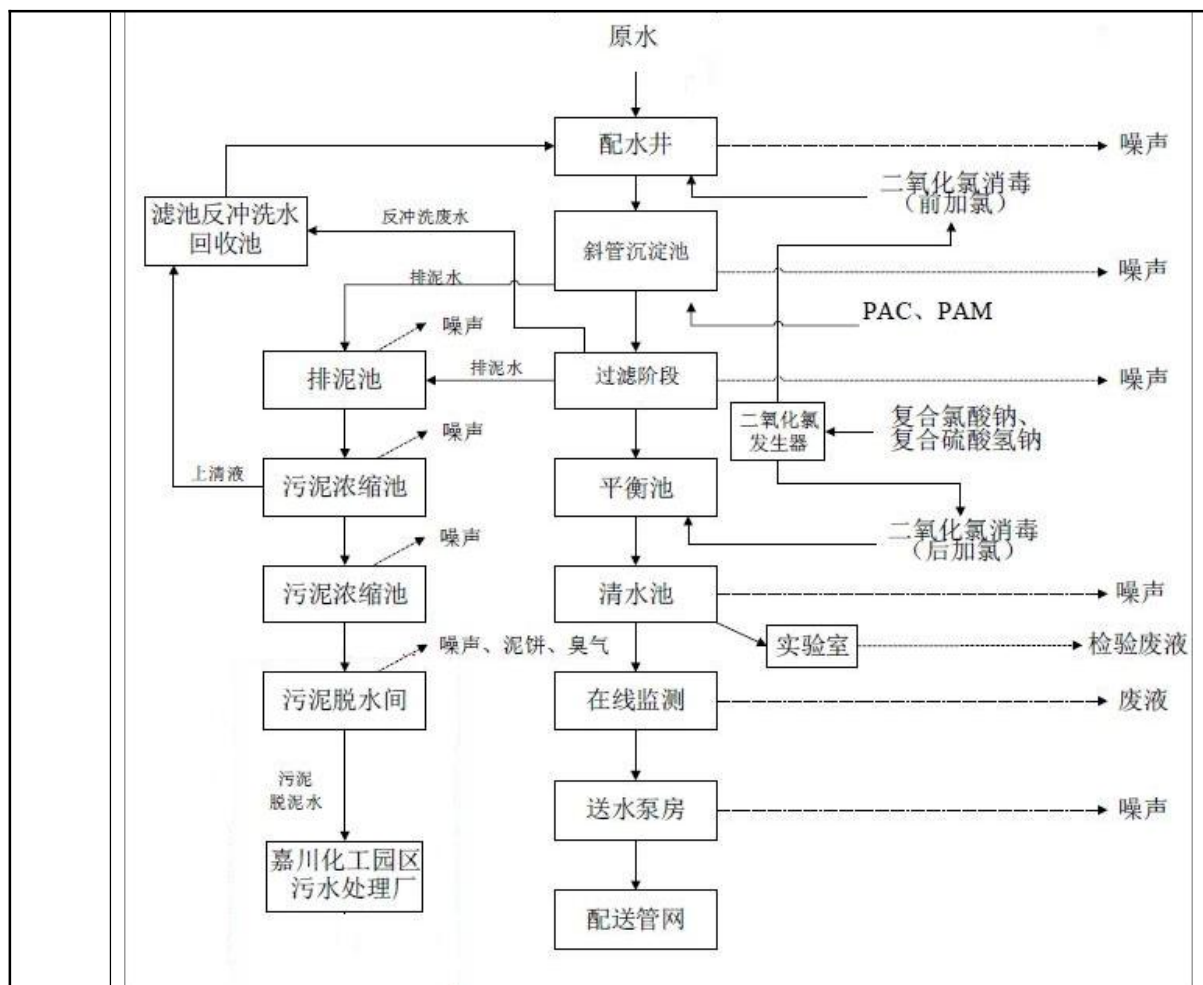 原水
配水井
噪声
二氧化氯消毒
（前加氯）
滤池反冲洗水
回收池
反冲洗废水
斜管沉淀池
噪声
排泥水
PAC、PAM
噪声
排泥池
排泥水
过滤阶段
噪声
二氧化氯
发生器
复合氯酸钠、
复合硫酸氢钠
噪声
上清液
污泥浓缩池
平衡池
二氧化氯消毒
（后加氯）
噪声
污泥浓缩池
清水池
噪声
噪声、泥饼、臭气
实验室
检验废液
污泥脱水间
在线监测
废液
污泥
脱泥水
送水泵房
噪声
嘉川化工园区
污水处理厂
配送管网